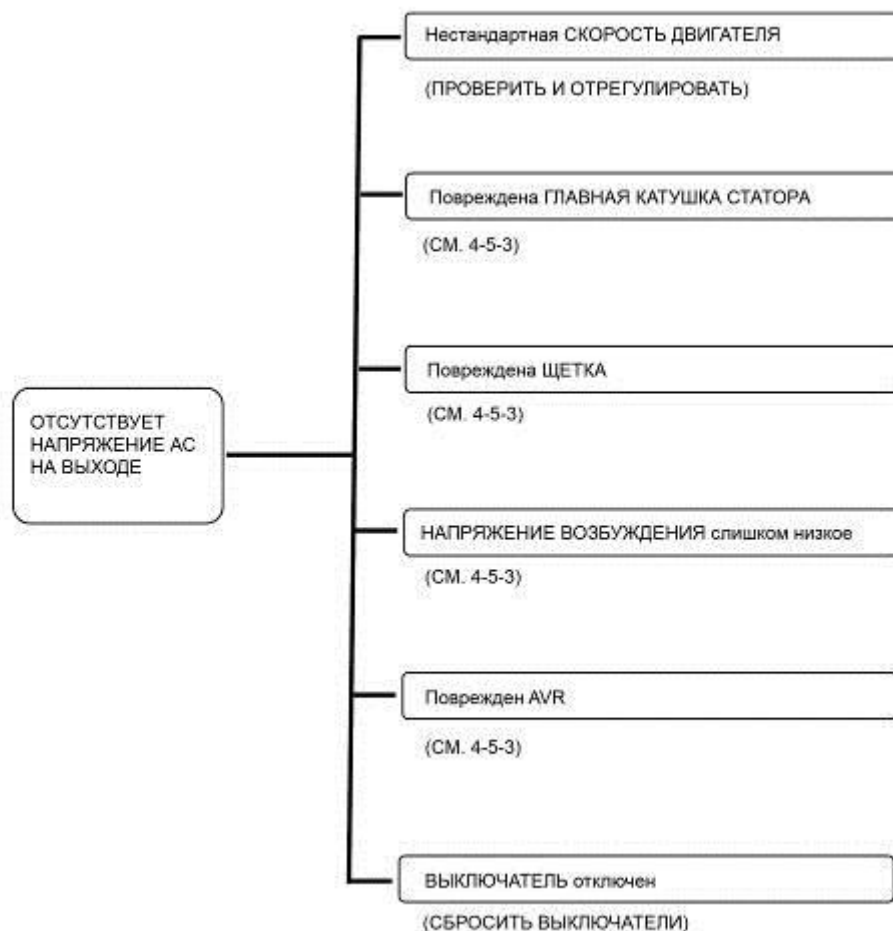 Нестандартная СКОРОСТЬ ДВИГАТЕЛЯ
(ПРОВЕРИТЬ И ОТРЕГУЛИРОВАТЬ)
Повреждена ГЛАВНАЯ КАТУШКА СТАТОРА
(СМ. 4-5-3)
Повреждена ЩЕТКА
(СМ. 4-5-3)
ОТСУТСТВУЕТ
НАПРЯЖЕНИЕ АС
НА ВЫХОДЕ
НАПРЯЖЕНИЕ ВОЗБУЖДЕНИЯ слишком низкое
(СМ. 4-5-3)
Поврежден AVR
(СМ. 4-5-3)
ВЫКЛЮЧАТЕЛЬ отключен
(СБРОСИТЬ ВЫКЛЮЧАТЕЛИ)